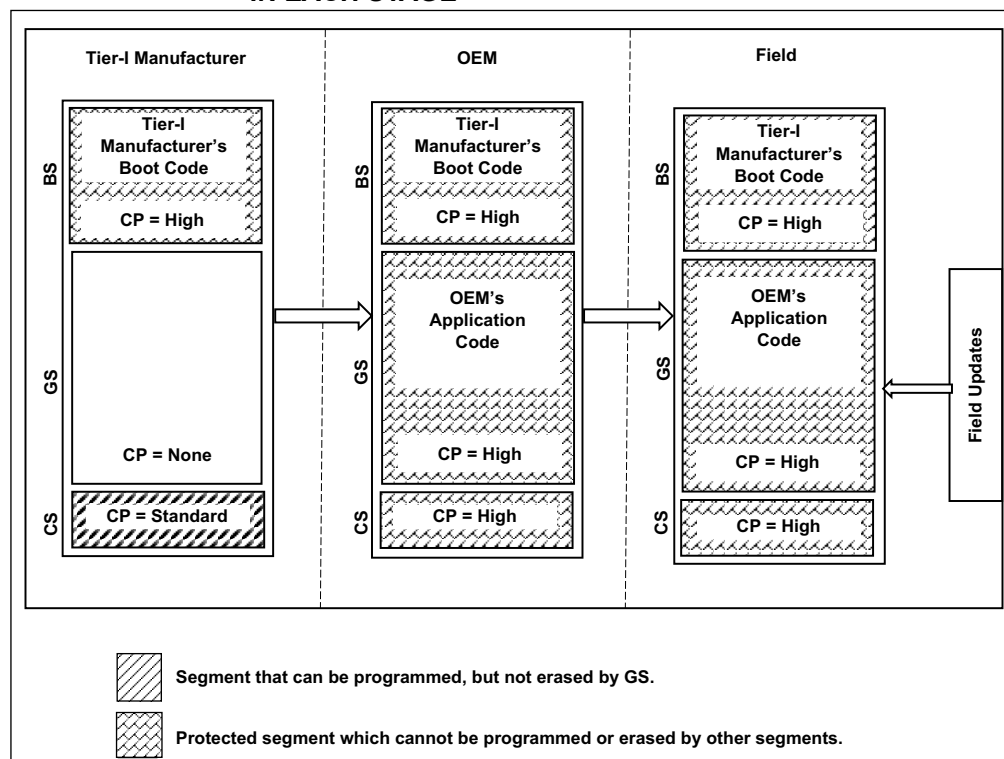 Tier-I Manufacturer
OEM
Field
BS
Tier-I
Manufacturer's
Boot Code
CP = High
GS
CP = None
CS
CP = Standard
BS
Tier-I
Manufacturer's
Boot Code
CP = High
GS
OEM's
Application
Code
CP = High
CS
CP = High
BS
Tier-I
Manufacturer's
Boot Code
CP = High
GS
OEM's
Application
Code
CP = High
CS
CP = High
Field Updates
Segment that can be programmed, but not erased by GS.
Protected segment which cannot be programmed or erased by other segments.